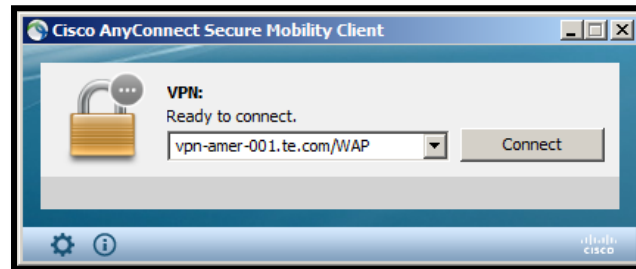 Cisco AnyConnect Secure Mobility Client
VPN:
Ready to connect.
vpn-amer-001.te.com/WAP
Connect
CISCO